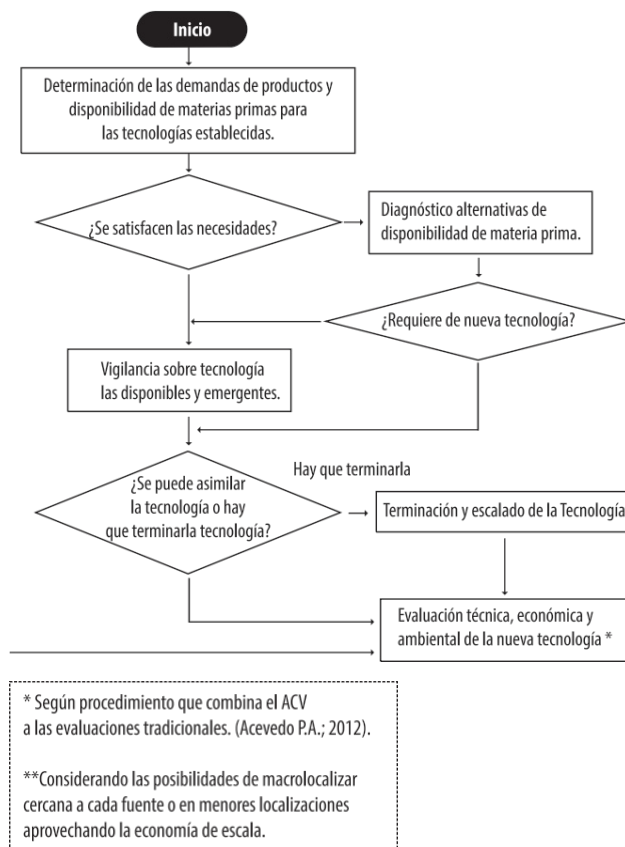 Inicio
Determinación de las demandas de productos y
disponibilidad de materias primas para
las tecnologías establecidas.
¿Se satisfacen las necesidades?
Diagnóstico alternativas de
disponibilidad de materia prima.
¿Requiere de nueva tecnología?
Vigilancia sobre tecnología
las disponibles y emergentes.
Hay que terminarla
¿Se puede asimilar
la tecnología o hay
que terminarla tecnología?
Terminación y escalado de la Tecnología
Evaluación técnica, económica y
ambiental de la nueva tecnología *
* Según procedimiento que combina el ACV
a las evaluaciones tradicionales. (Acevedo P.A.; 2012).
**Considerando las posibilidades de macrolocalizar
cercana a cada fuente o en menores localizaciones
aprovechando la economía de escala.